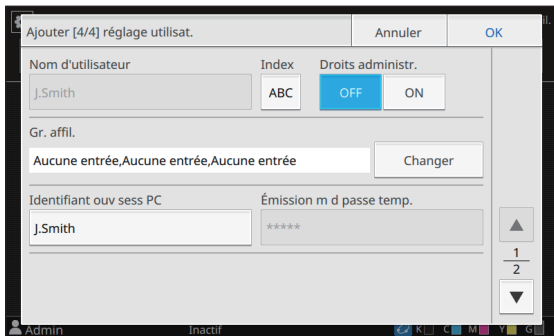 Ajouter [4/4] réglage utilisat.
Annuler
OK
Nom d'utilisateur
Index
Droits administr.
J.Smith
ABC
OFF
ON
Gr. affil.
Aucune entrée,Aucune entrée,Aucune entrée
Changer
Identifiant ouv sess PC
Émission m d passe temp.
J.Smith
*****
1
2
Admin
Inactif
K
C
M
Y
G